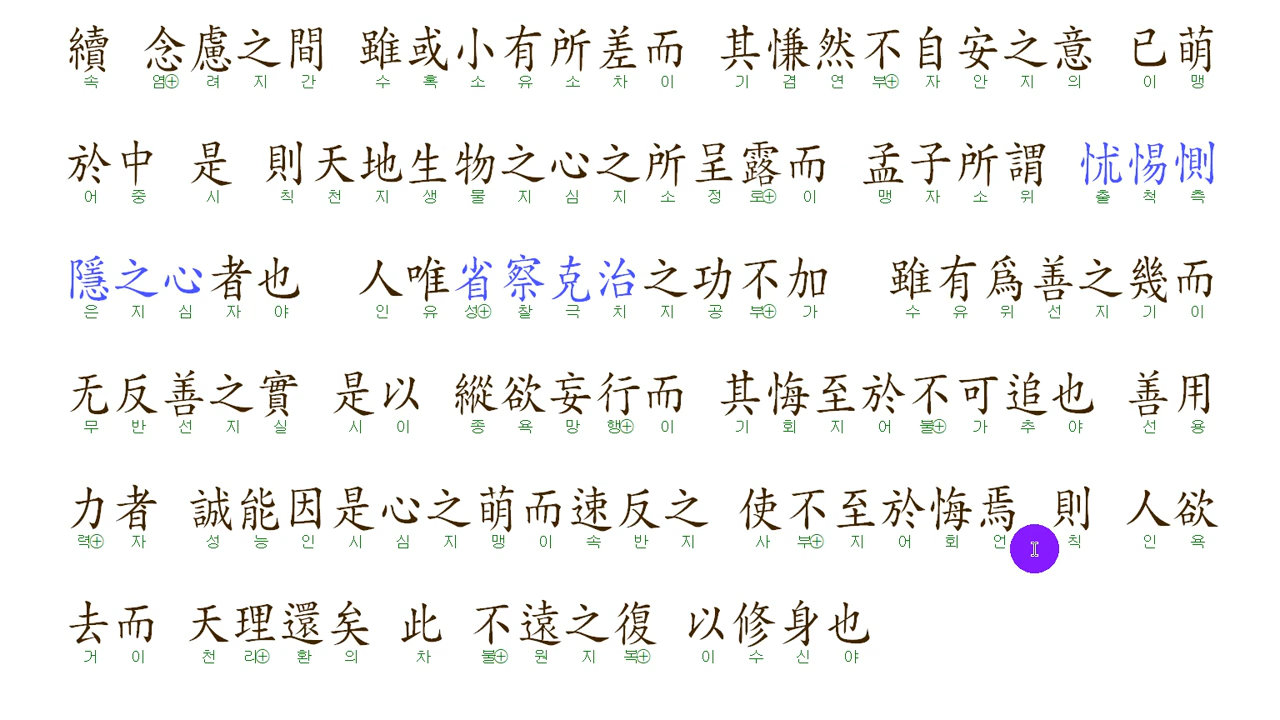 續 念慮之間 雖或小有所差而 其慊然不自安之意 已萌
속 염⊕ 려 지 간 수 혹 소 유 소 차 이 기 겸 연 부⊕ 자 안 지 의 이 맹
於中 是 則天地生物之心之所呈露而 孟子所謂 怵惕惻
어 중 시 칙 천 지 생 물 지 심 지 소 정 로⊕ 이 맹 자 소 위 출 척 측
隱之心者也 人唯省察克治之功不加 雖有爲善之幾而
은 지 심 자 야 인 유 성⊕ 찰 극 치 지 공 부⊕ 가 수 유 위 선 지 기 이
无反善之實 是以 縱欲妄行而 其悔至於不可追也 善用
무 반 선 지 실 시 이 종 욕 망 행⊕ 이 기 회 지 어 불⊕ 가 추 야 선 용
力者 誠能因是心之萌而速反之 使不至於悔焉 則 人欲
력⊕ 자 성 능 인 시 심 지 맹 이 속 반 지 사 부⊕ 지 어 회 언 칙 인 욕
去而 天理還矣 此 不遠之復 以修身也
거 이 천 리⊕ 환 의 차 불⊕ 원 지 복⊕ 이 수 신 야